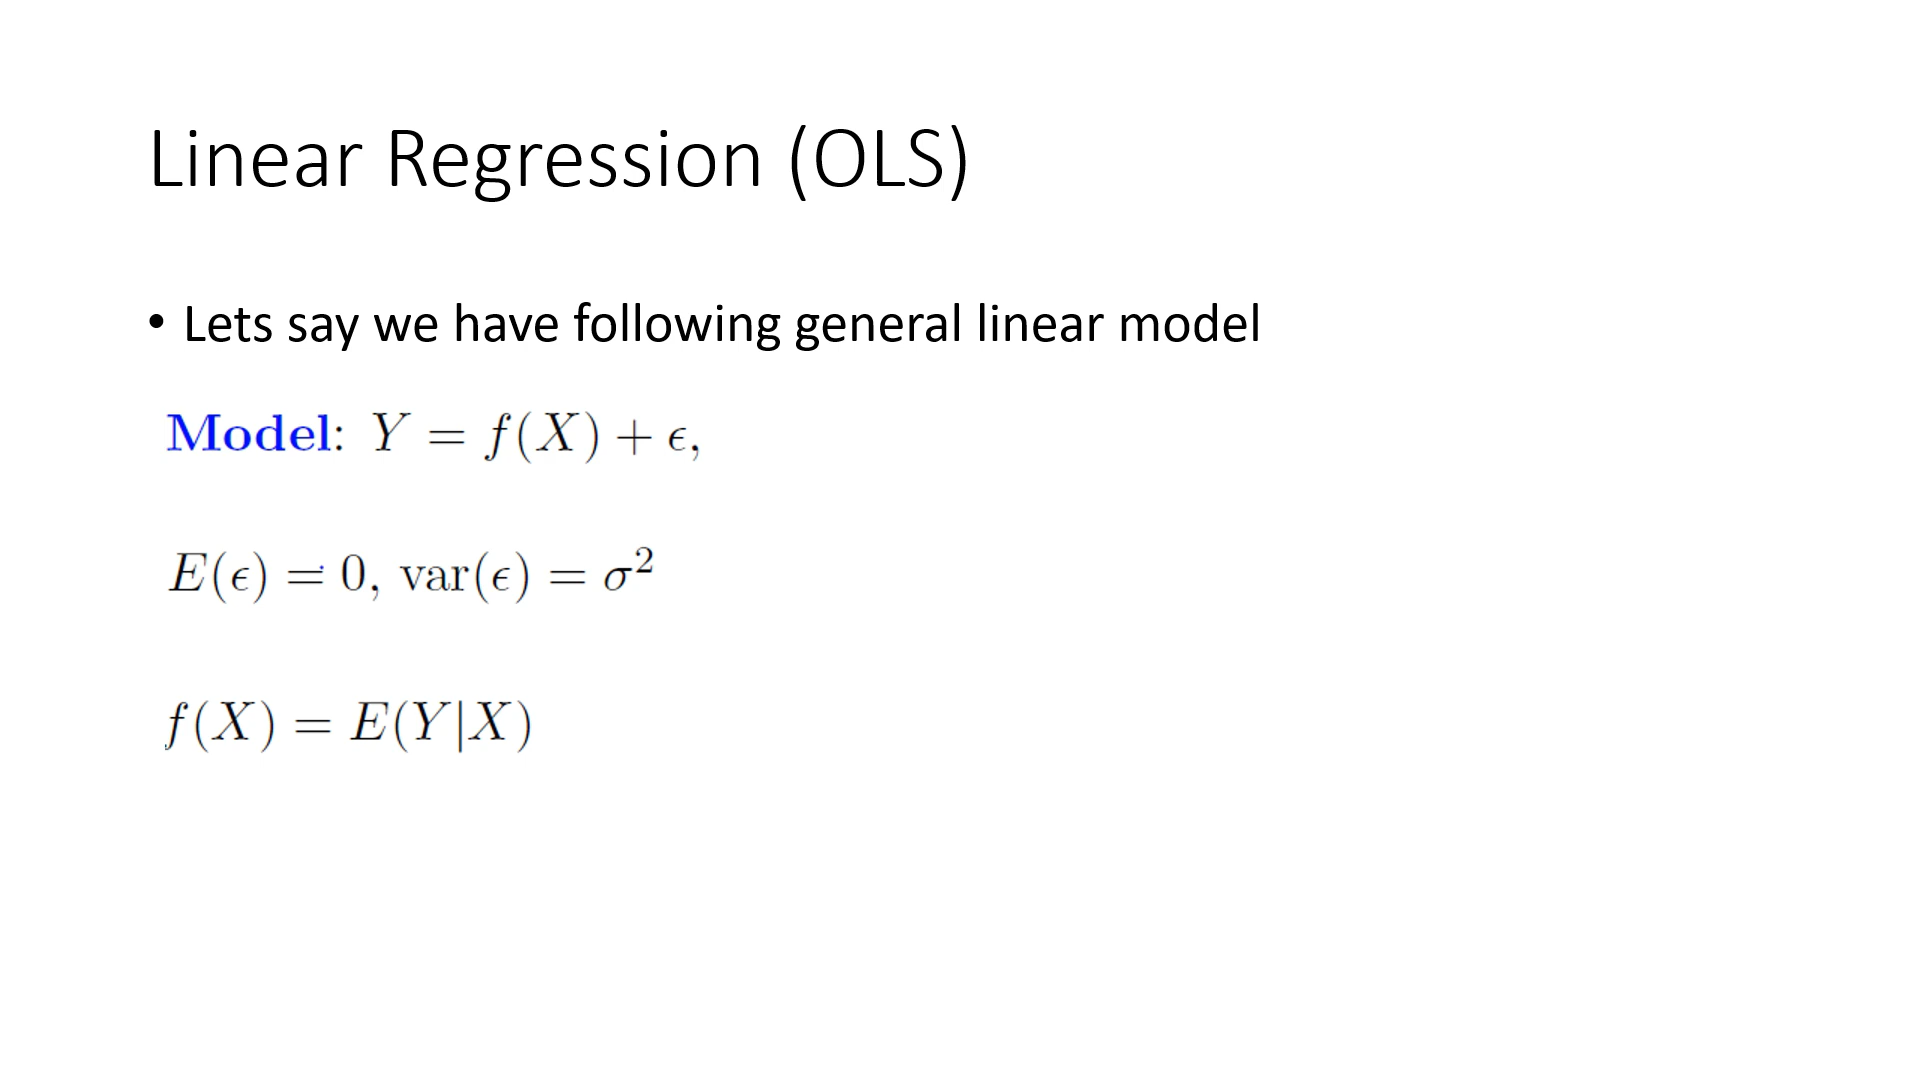 Linear Regression (OLS)
• Lets say we have following general linear model
Model: Y = f(X) + ϵ,
E(ϵ) = 0, var(ϵ) = σ²
f(X) = E(Y|X)